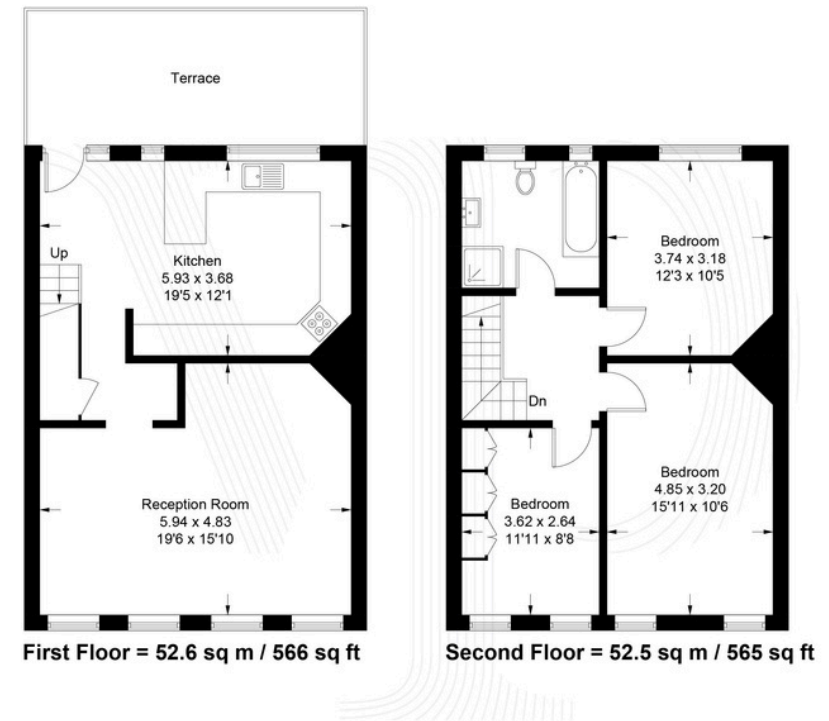 Terrace
Up
Kitchen
5.93 x 3.68
19'5 x 12'1
Reception Room
5.94 x 4.83
19'6 x 15'10
First Floor = 52.6 sq m / 566 sq ft
Bedroom
3.74 x 3.18
12'3 x 10'5
Dn
Bedroom
3.62 x 2.64
11'11 x 8'8
Bedroom
4.85 x 3.20
15'11 x 10'6
Second Floor = 52.5 sq m / 565 sq ft